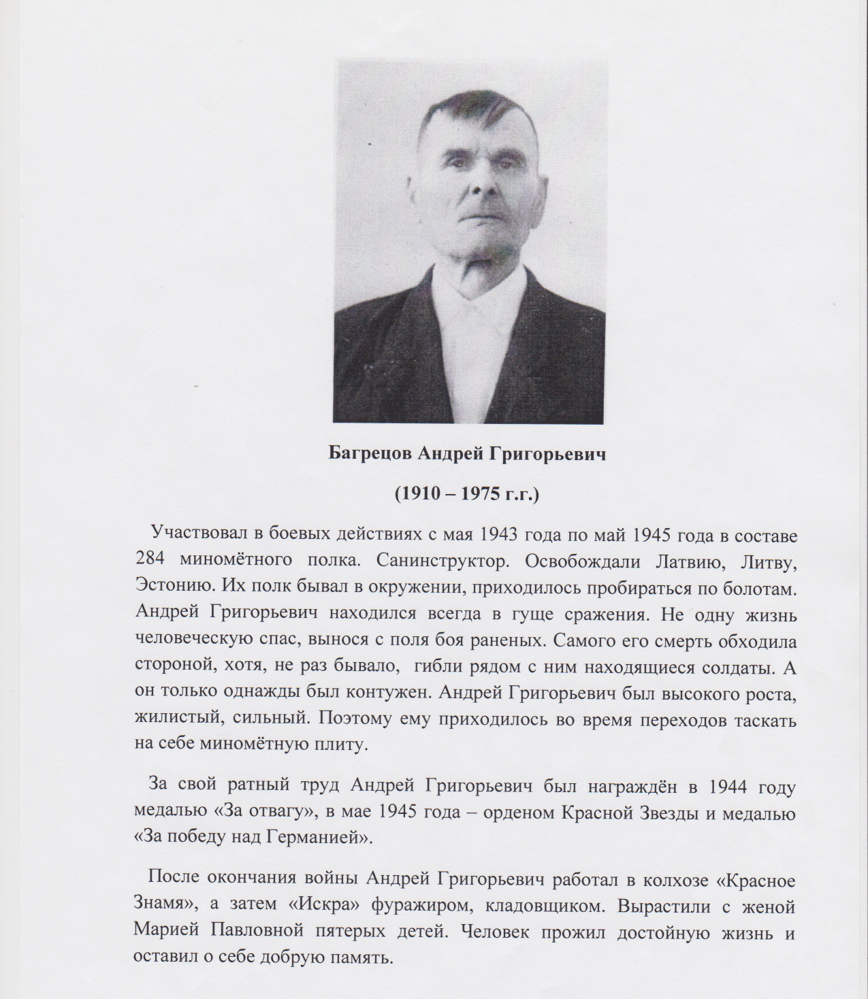 Багрецов Андрей Григорьевич
(1910 – 1975 г.г.)
Участвовал в боевых действиях с мая 1943 года по май 1945 года в составе
284 миномётного полка. Санинструктор. Освобождали Латвию, Литву,
Эстонию. Их полк бывал в окружении, приходилось пробираться по болотам.
Андрей Григорьевич находился всегда в гуще сражения. Не одну жизнь
человеческую спас, вынося с поля боя раненых. Самого его смерть обходила
стороной, хотя, не раз бывало,  гибли рядом с ним находящиеся солдаты. А
он только однажды был контужен. Андрей Григорьевич был высокого роста,
жилистый, сильный. Поэтому ему приходилось во время переходов таскать
на себе миномётную плиту.
За свой ратный труд Андрей Григорьевич был награждён в 1944 году
медалью «За отвагу», в мае 1945 года – орденом Красной Звезды и медалью
«За победу над Германией».
После окончания войны Андрей Григорьевич работал в колхозе «Красное
Знамя», а затем «Искра» фуражиром, кладовщиком. Вырастили с женой
Марией Павловной пятерых детей. Человек прожил достойную жизнь и
оставил о себе добрую память.